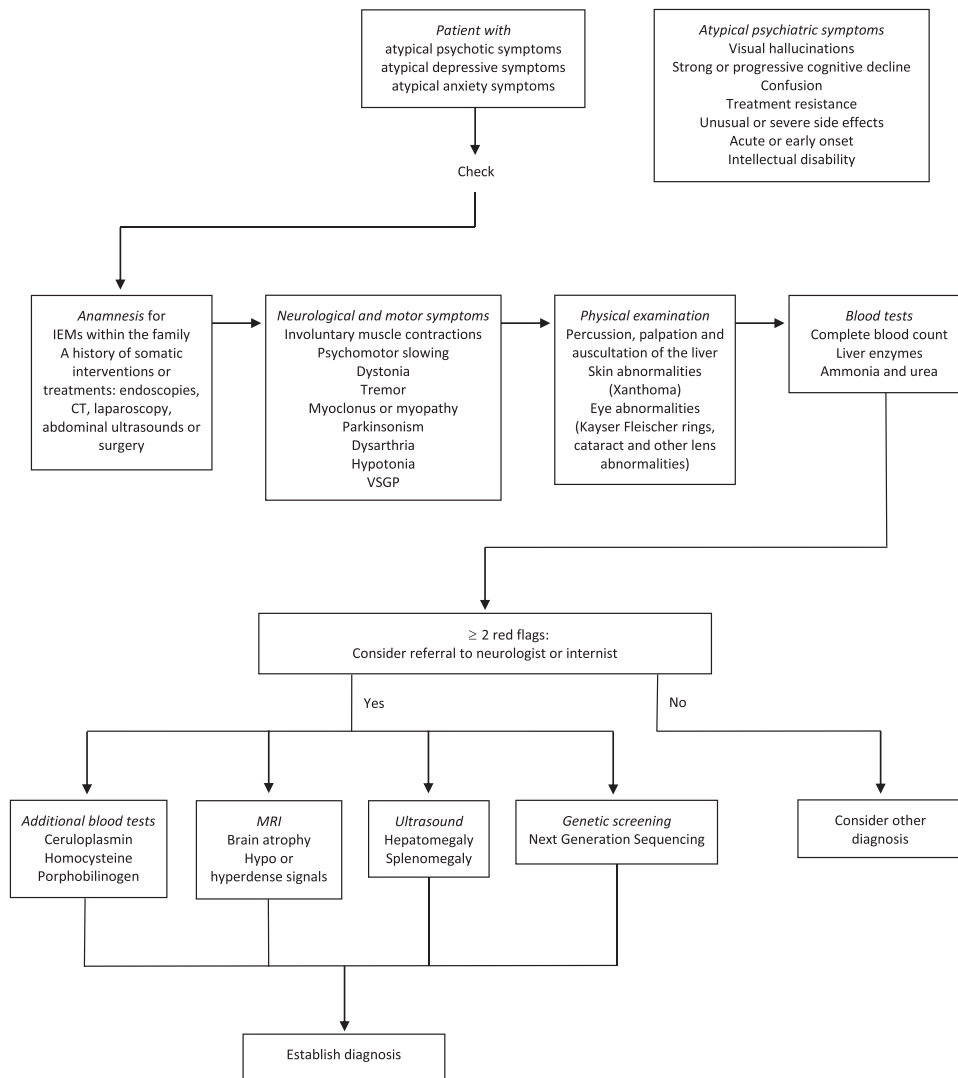 Patient with
atypical psychotic symptoms
atypical depressive symptoms
atypical anxiety symptoms
Atypical psychiatric symptoms
Visual hallucinations
Strong or progressive cognitive decline
Confusion
Treatment resistance
Unusual or severe side effects
Acute or early onset
Intellectual disability
Check
Anamnesis for
IEMs within the family
A history of somatic
interventions or
treatments: endoscopies,
CT, laparoscopy,
abdominal ultrasounds or
surgery
Neurological and motor symptoms
Involuntary muscle contractions
Psychomotor slowing
Dystonia
Tremor
Myoclonus or myopathy
Parkinsonism
Dysarthria
Hypotonia
VSGP
Physical examination
Percussion, palpation and
auscultation of the liver
Skin abnormalities
(Xanthoma)
Eye abnormalities
(Kayser Fleischer rings,
cataract and other lens
abnormalities)
Blood tests
Complete blood count
Liver enzymes
Ammonia and urea
≥ 2 red flags:
Consider referral to neurologist or internist
Yes
No
Additional blood tests
Ceruloplasmin
Homocysteine
Porphobilinogen
MRI
Brain atrophy
Hypo or
hyperdense signals
Ultrasound
Hepatomegaly
Splenomegaly
Genetic screening
Next Generation Sequencing
Consider other
diagnosis
Establish diagnosis